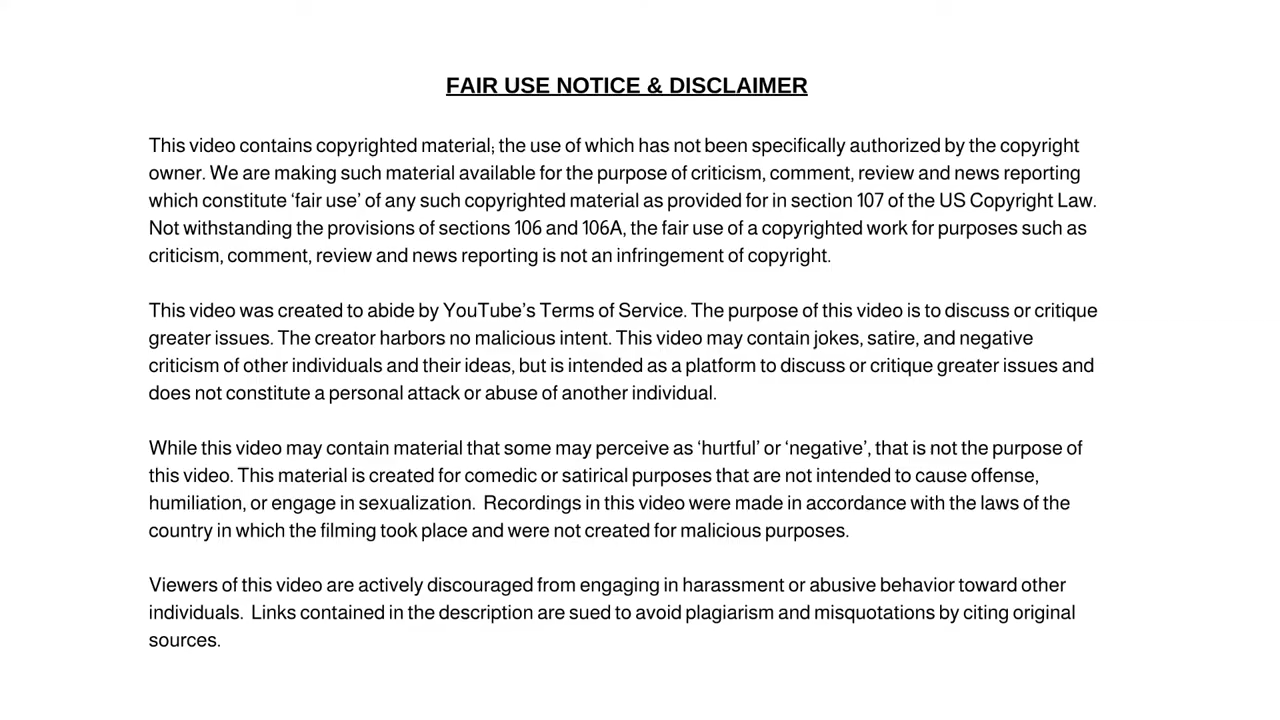 FAIR USE NOTICE & DISCLAIMER
This video contains copyrighted material; the use of which has not been specifically authorized by the copyright
owner. We are making such material available for the purpose of criticism, comment, review and news reporting
which constitute ‘fair use’ of any such copyrighted material as provided for in section 107 of the US Copyright Law.
Not withstanding the provisions of sections 106 and 106A, the fair use of a copyrighted work for purposes such as
criticism, comment, review and news reporting is not an infringement of copyright.
This video was created to abide by YouTube’s Terms of Service. The purpose of this video is to discuss or critique
greater issues. The creator harbors no malicious intent. This video may contain jokes, satire, and negative
criticism of other individuals and their ideas, but is intended as a platform to discuss or critique greater issues and
does not constitute a personal attack or abuse of another individual.
While this video may contain material that some may perceive as ‘hurtful’ or ‘negative’, that is not the purpose of
this video. This material is created for comedic or satirical purposes that are not intended to cause offense,
humiliation, or engage in sexualization.  Recordings in this video were made in accordance with the laws of the
country in which the filming took place and were not created for malicious purposes.
Viewers of this video are actively discouraged from engaging in harassment or abusive behavior toward other
individuals.  Links contained in the description are sued to avoid plagiarism and misquotations by citing original
sources.